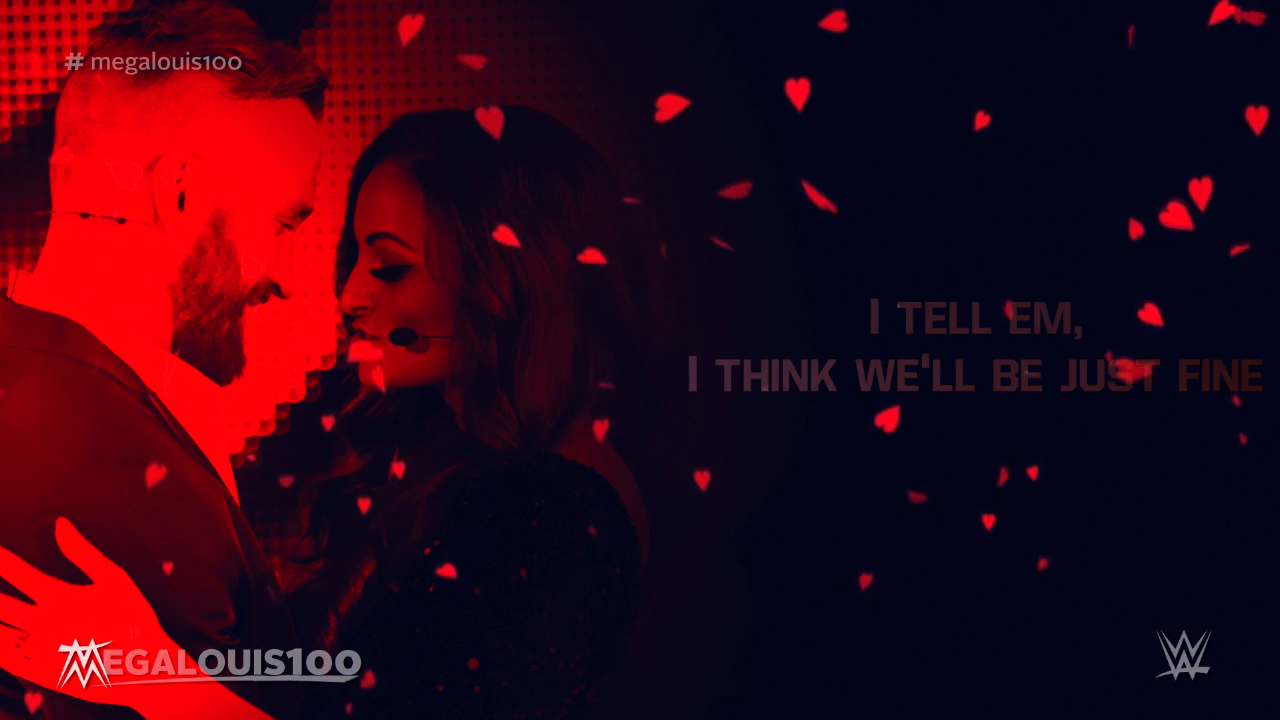 # megalouis100
I TELL EM,
I THINK WE'LL BE JUST FINE
MEGALOUIS100
W